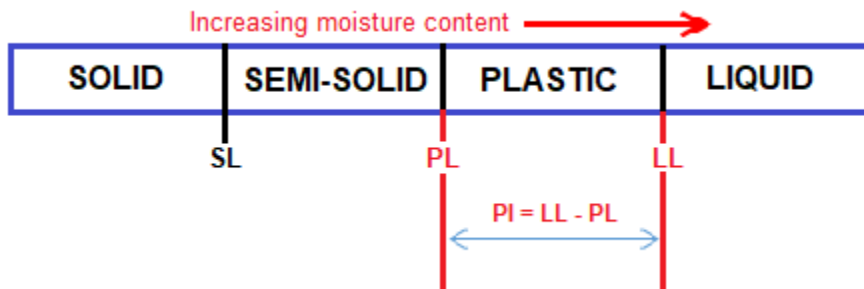 Increasing moisture content
SOLID SEMI-SOLID PLASTIC LIQUID
SL PL LL
PI = LL - PL